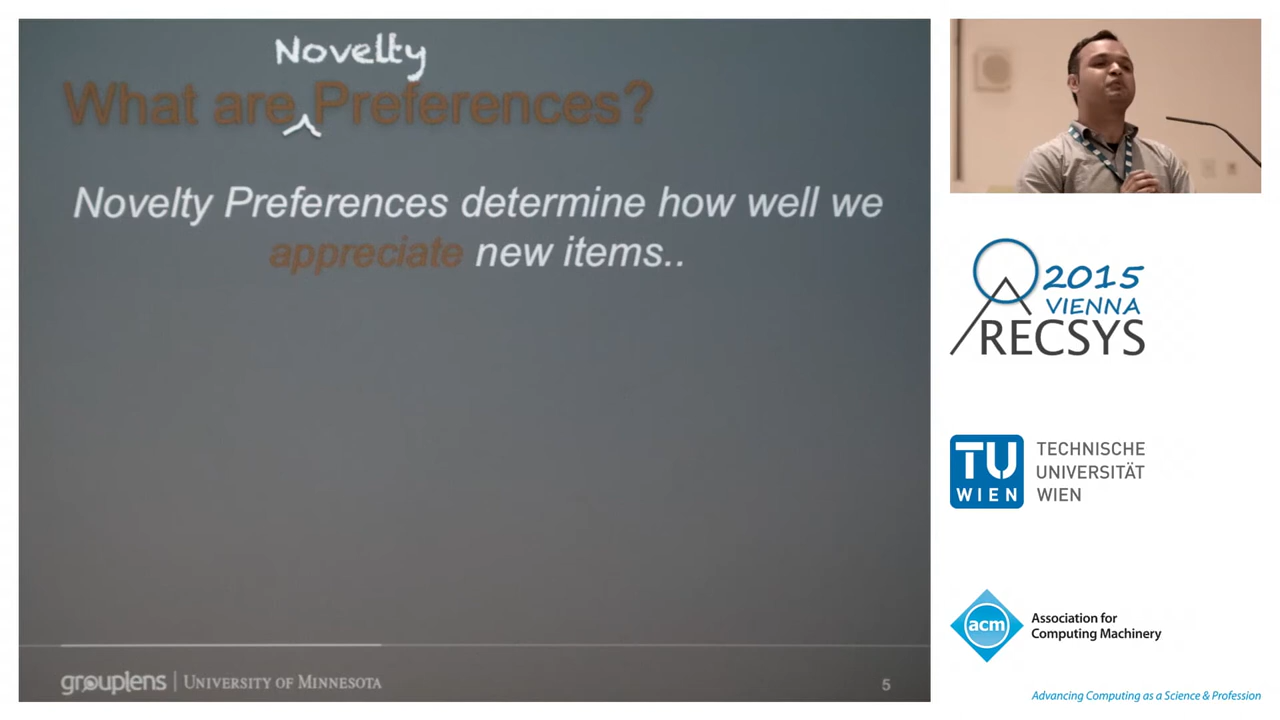 Novelty
What are Preferences?
Novelty Preferences determine how well we
appreciate new items..
grouplens | UNIVERSITY OF MINNESOTA
5
2015
VIENNA
RECSYS
TU
WIEN
TECHNISCHE
UNIVERSITÄT
WIEN
acm
Association for
Computing Machinery
Advancing Computing as a Science & Profession